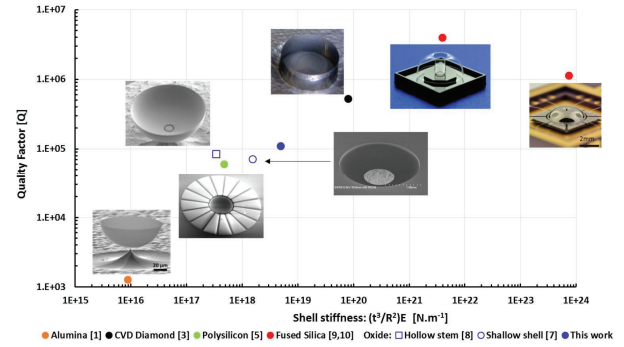 1.E+07
1.E+06
1.E+05
1.E+04
1.E+03
Quality Factor [Q]
20 µm
2mm
1E+15 1E+16 1E+17 1E+18 1E+19 1E+20 1E+21 1E+22 1E+23 1E+24
Shell stiffness: (t³/R²)E [N.m⁻¹]
Alumina [1] CVD Diamond [3] Polysilicon [5] Fused Silica [9,10] Oxide: Hollow stem [8] Shallow shell [7] This work